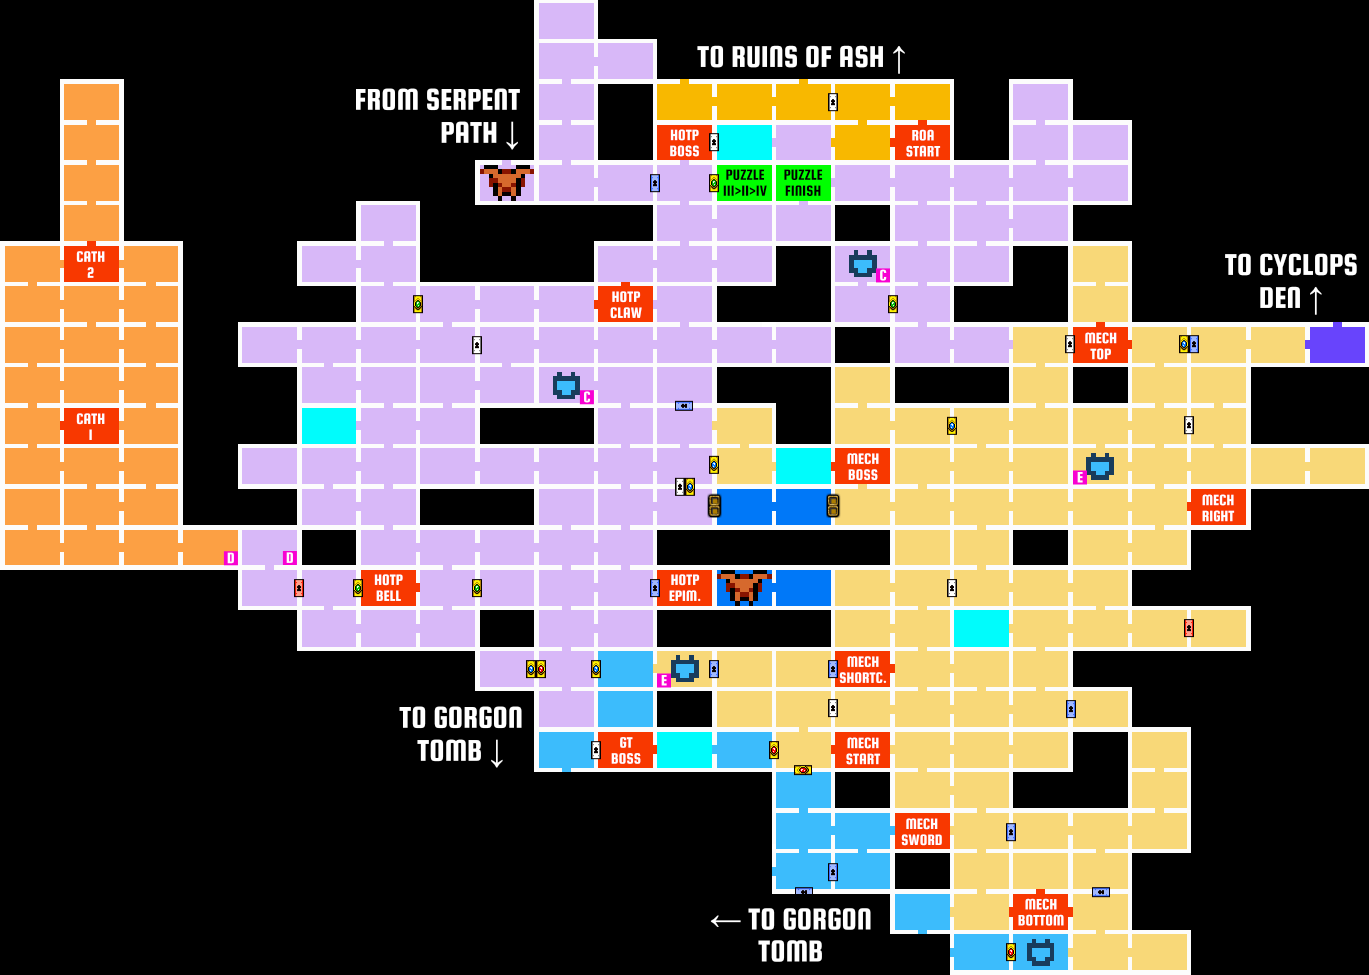 TO RUINS OF ASH ↑
FROM SERPENT
PATH ↓
HOTP
BOSS
ROA
START
PUZZLE
III>II>IV
PUZZLE
FINISH
CATH
2
C
TO CYCLOPS
DEN ↑
HOTP
CLAW
MECH
TOP
C
CATH
1
MECH
BOSS
E
MECH
RIGHT
D
D
HOTP
BELL
HOTP
EPIM.
E
MECH
SHORTC.
TO GORGON
TOMB ↓
GT
BOSS
MECH
START
MECH
SWORD
← TO GORGON
TOMB
MECH
BOTTOM